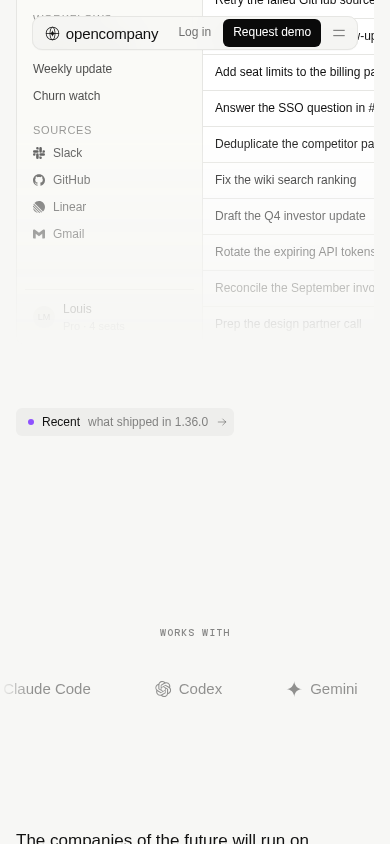 opencompany
Log in
Request demo
Weekly update
Churn watch
SOURCES
Slack
GitHub
Linear
Gmail
Louis
Retry the failed GitHub source
Add seat limits to the billing pa
Answer the SSO question in #
Deduplicate the competitor pa
Fix the wiki search ranking
Draft the Q4 investor update
Rotate the expiring API tokens
Reconcile the September invo
Prep the design partner call
Recent what shipped in 1.36.0
WORKS WITH
Claude Code
Codex
Gemini
The companies of the future will run on